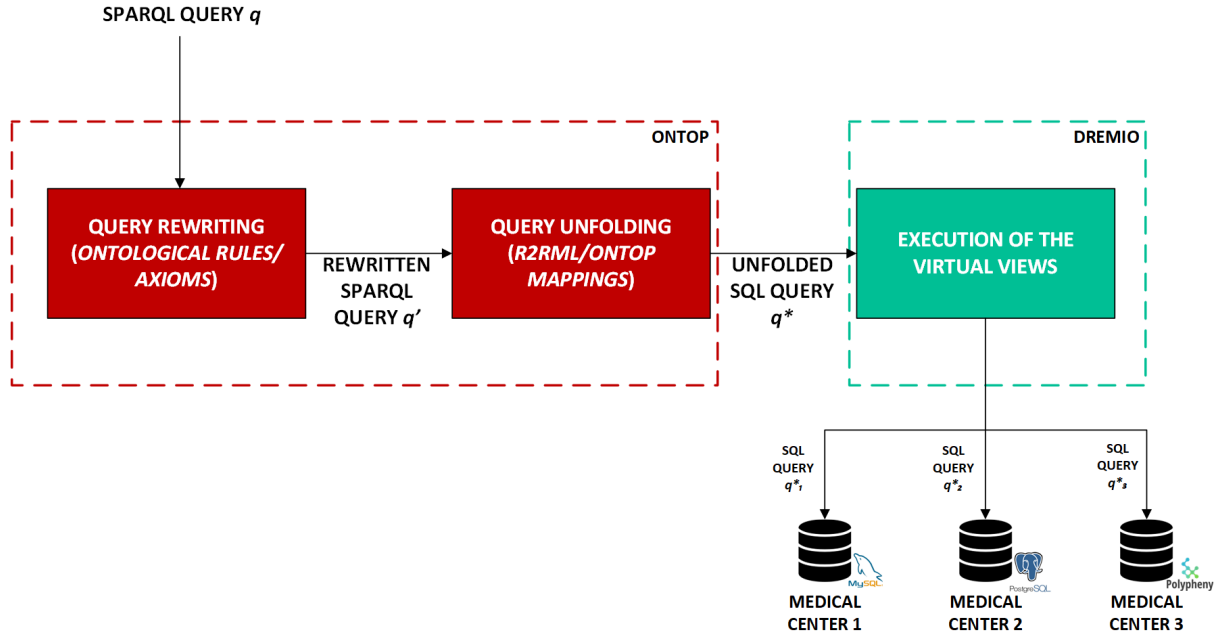 SPARQL QUERY q
ONTOP
DREMIO
QUERY REWRITING
(ONTOLOGICAL RULES/
AXIOMS)
REWRITTEN
SPARQL
QUERY q’
QUERY UNFOLDING
(R2RML/ONTOP
MAPPINGS)
UNFOLDED
SQL QUERY
q*
EXECUTION OF THE
VIRTUAL VIEWS
SQL
QUERY
q*₁
SQL
QUERY
q*₂
SQL
QUERY
q*₃
MySQL
PostgreSQL
Polypheny
MEDICAL
CENTER 1
MEDICAL
CENTER 2
MEDICAL
CENTER 3